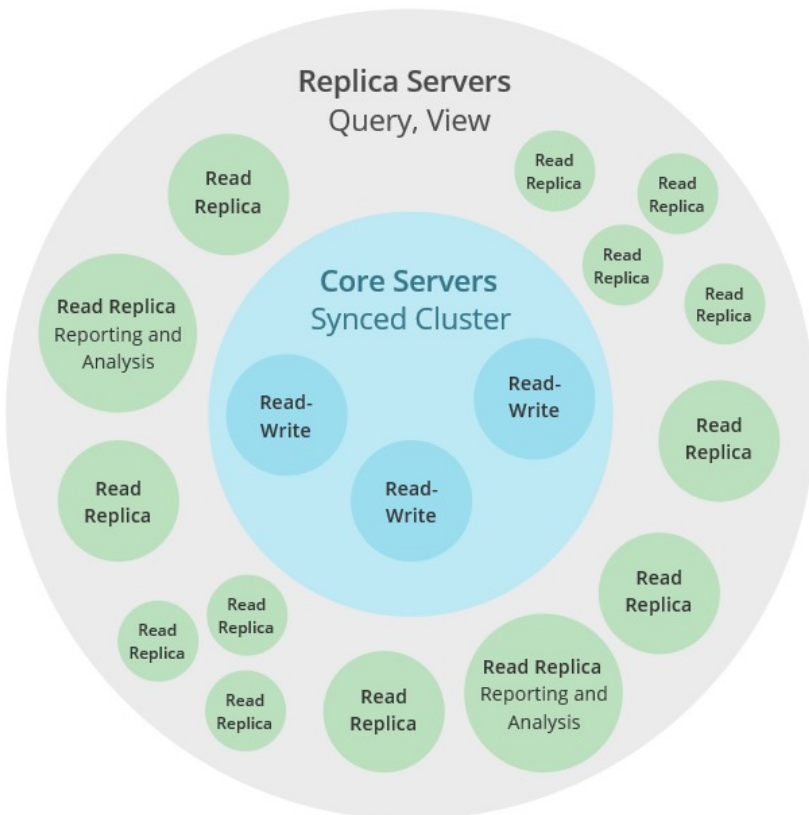 Replica Servers
Query, View
Read
Replica
Read
Replica
Read
Replica
Read
Replica
Read
Replica
Core Servers
Synced Cluster
Read Replica
Reporting and
Analysis
Read-
Write
Read-
Write
Read-
Write
Read
Replica
Read
Replica
Read
Replica
Read
Replica
Read
Replica
Read
Replica
Read
Replica
Read Replica
Reporting and
Analysis